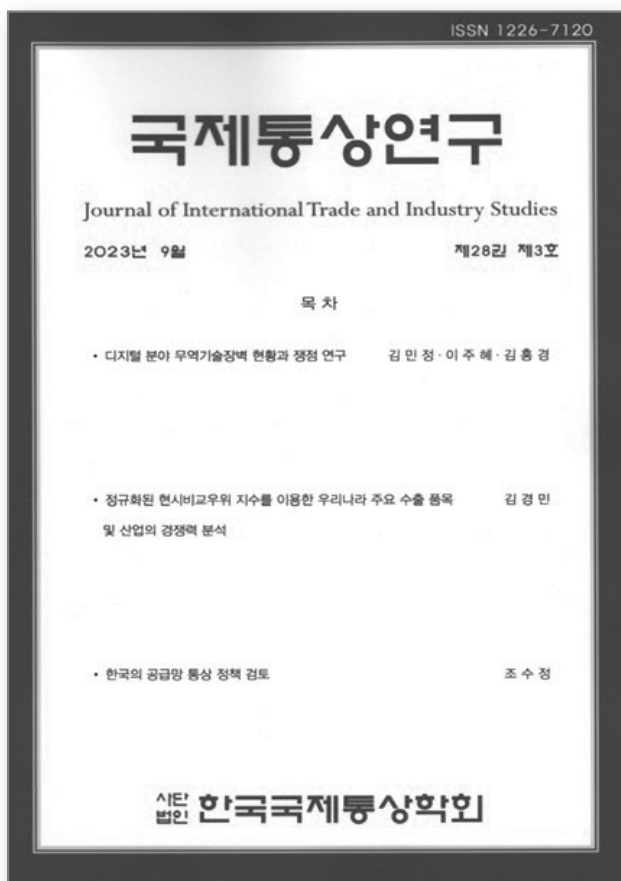 ISSN 1226-7120
국제통상연구
Journal of International Trade and Industry Studies
2023년 9월 제28권 제3호
목 차
• 디지털 분야 무역기술장벽 현황과 쟁점 연구 김 민 정 · 이 주 혜 · 김 홍 경
• 정규화된 현시비교우위 지수를 이용한 우리나라 주요 수출 품목 김 경 민
및 산업의 경쟁력 분석
• 한국의 공급망 통상 정책 검토 조 수 정
사단법인 한국국제통상학회